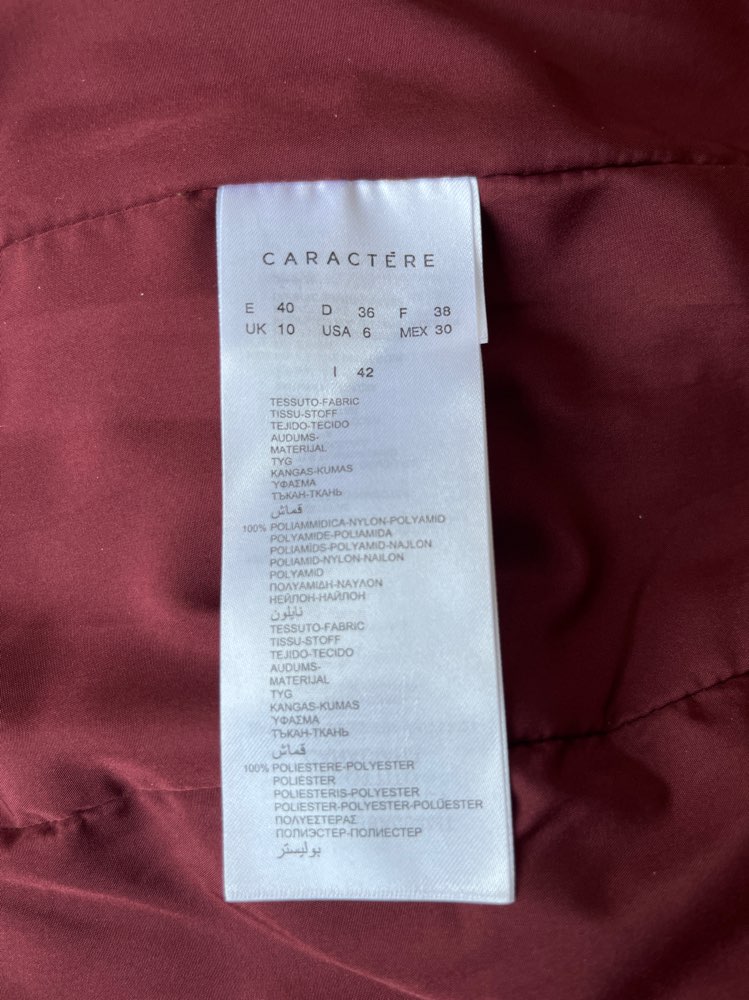 CARACTÈRE
E 40 D 36 F 38
UK 10 USA 6 MEX 30
I 42
TESSUTO-FABRIC
TISSU-STOFF
TEJIDO-TECIDO
AUDUMS-
MATERIJAL
TYG
KANGAS-KUMAS
ΎΦΑΣΜΑ
ТЪКАН-ТКАНЬ
قماش
100% POLIAMMIDICA-NYLON-POLYAMID
POLYAMIDE-POLIAMIDA
POLIAMĪDS-POLYAMID-NAJLON
POLIAMID-NYLON-NAILON
POLYAMID
ΠΟΛΥΑΜΙΔΗ-ΝΑΥΛΟΝ
НЕЙЛОН-НАЙЛОН
نايلون
TESSUTO-FABRIC
TISSU-STOFF
TEJIDO-TECIDO
AUDUMS-
MATERIJAL
TYG
KANGAS-KUMAS
ΎΦΑΣΜΑ
ТЪКАН-ТКАНЬ
قماش
100% POLIESTERE-POLYESTER
POLIÉSTER
POLIESTERIS-POLYESTER
POLIESTER-POLYESTER-POLÜESTER
ΠΟΛΥΕΣΤΕΡΑΣ
ПОЛИЭСТЕР-ПОЛИЕСТЕР
بوليستر